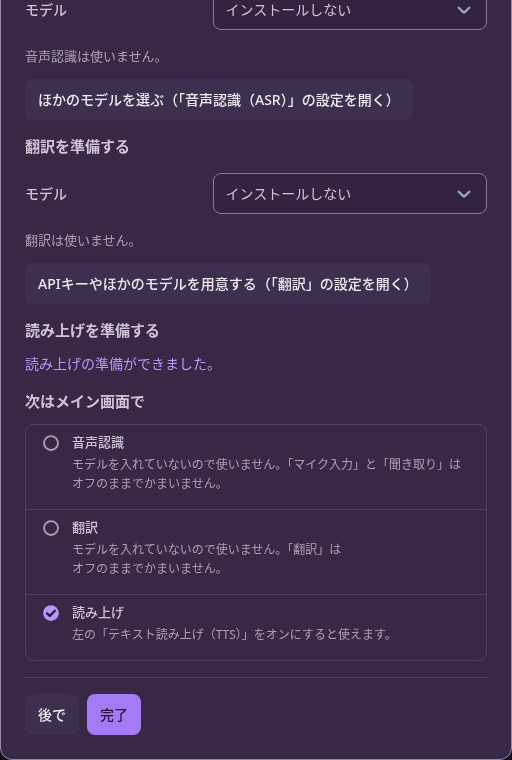 モデル
インストールしない
音声認識は使いません。
ほかのモデルを選ぶ（「音声認識（ASR）」の設定を開く）
翻訳を準備する
モデル
インストールしない
翻訳は使いません。
APIキーやほかのモデルを用意する（「翻訳」の設定を開く）
読み上げを準備する
読み上げの準備ができました。
次はメイン画面で
音声認識
モデルを入れていないので使いません。「マイク入力」と「聞き取り」は
オフのままでかまいません。
翻訳
モデルを入れていないので使いません。「翻訳」は
オフのままでかまいません。
読み上げ
左の「テキスト読み上げ（TTS）」をオンにすると使えます。
後で
完了